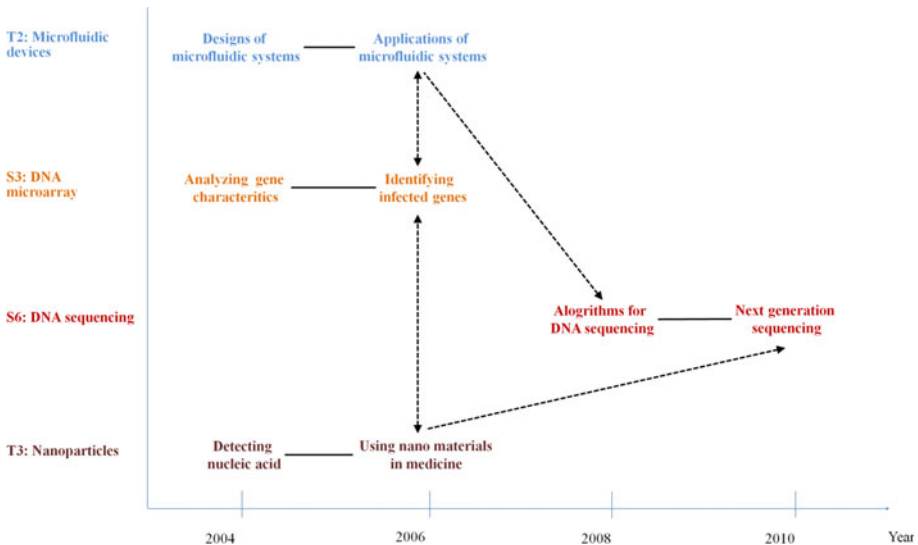 T2: Microfluidic
devices
Designs of
microfluidic systems
Applications of
microfluidic systems
S3: DNA
microarray
Analyzing gene
characteritics
Identifying
infected genes
S6: DNA sequencing
Alogrithms for
DNA sequencing
Next generation
sequencing
T3: Nanoparticles
Detecting
nucleic acid
Using nano materials
in medicine
2004
2006
2008
2010
Year